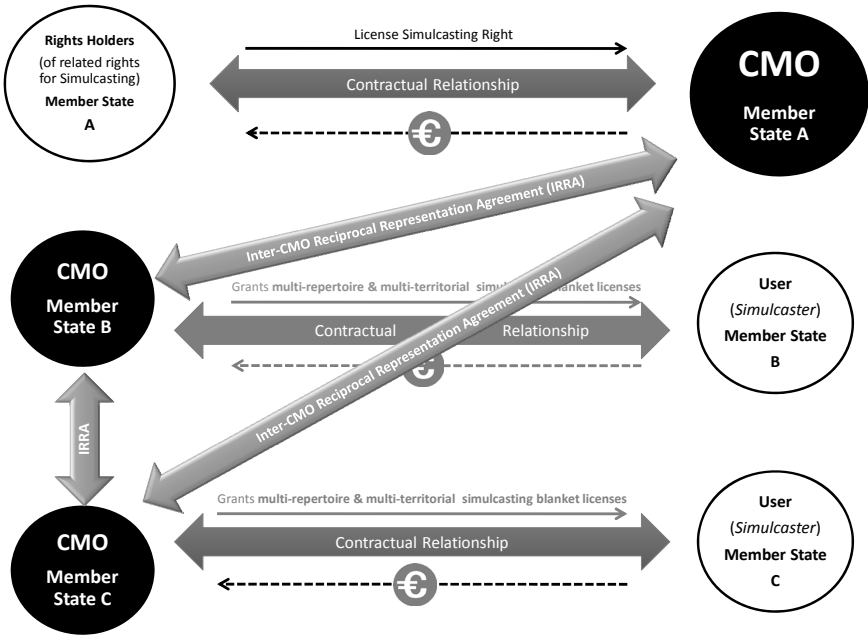 Rights Holders
(of related rights
for Simulcasting)
Member State
A
License Simulcasting Right
Contractual Relationship
€
CMO
Member
State A
Inter-CMO Reciprocal Representation Agreement (IRRA)
CMO
Member
State B
Grants multi-repertoire & multi-territorial simulcasting blanket licenses
Contractual Relationship
€
User
(Simulcaster)
Member State
B
Inter-CMO Reciprocal Representation Agreement (IRRA)
IRRA
CMO
Member
State C
Grants multi-repertoire & multi-territorial simulcasting blanket licenses
Contractual Relationship
€
User
(Simulcaster)
Member State
C